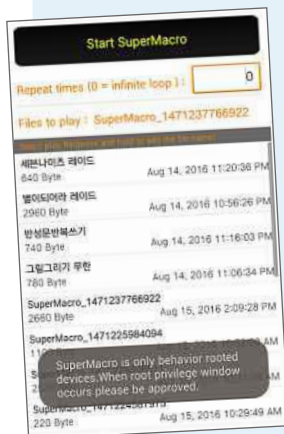 Start SuperMacro
Repeat times (0 = infinite loop ) : 0
Files to play : SuperMacro_1471237766922
세븐나이츠 레이드
640 Byte Aug 14, 2016 11:20:36 PM
별이되어라 레이드
2960 Byte Aug 14, 2016 10:56:26 PM
반성문반복쓰기
740 Byte Aug 14, 2016 11:16:03 PM
그림그리기 무한
780 Byte Aug 14, 2016 11:06:34 PM
SuperMacro_1471237766922
2660 Byte Aug 15, 2016 2:09:28 PM
SuperMacro_1471225984094
SuperMacro is only behavior rooted
devices.When root privilege window
occurs please be approved.
220 Byte Aug 15, 2016 10:29:49 AM